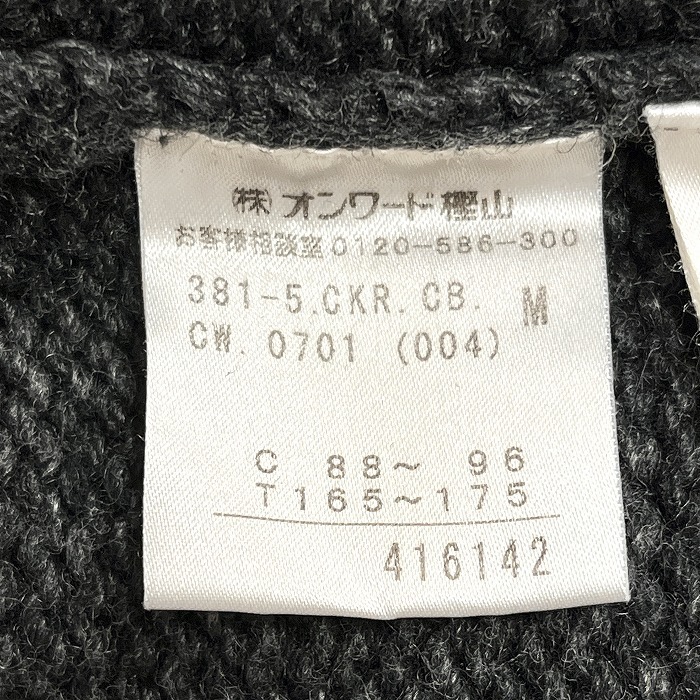 ㈱オンワード樫山
お客様相談室0120-586-300
381-5.CKR.CB. M
CW. 0701 (004)
C 88〜 96
T165〜175
416142